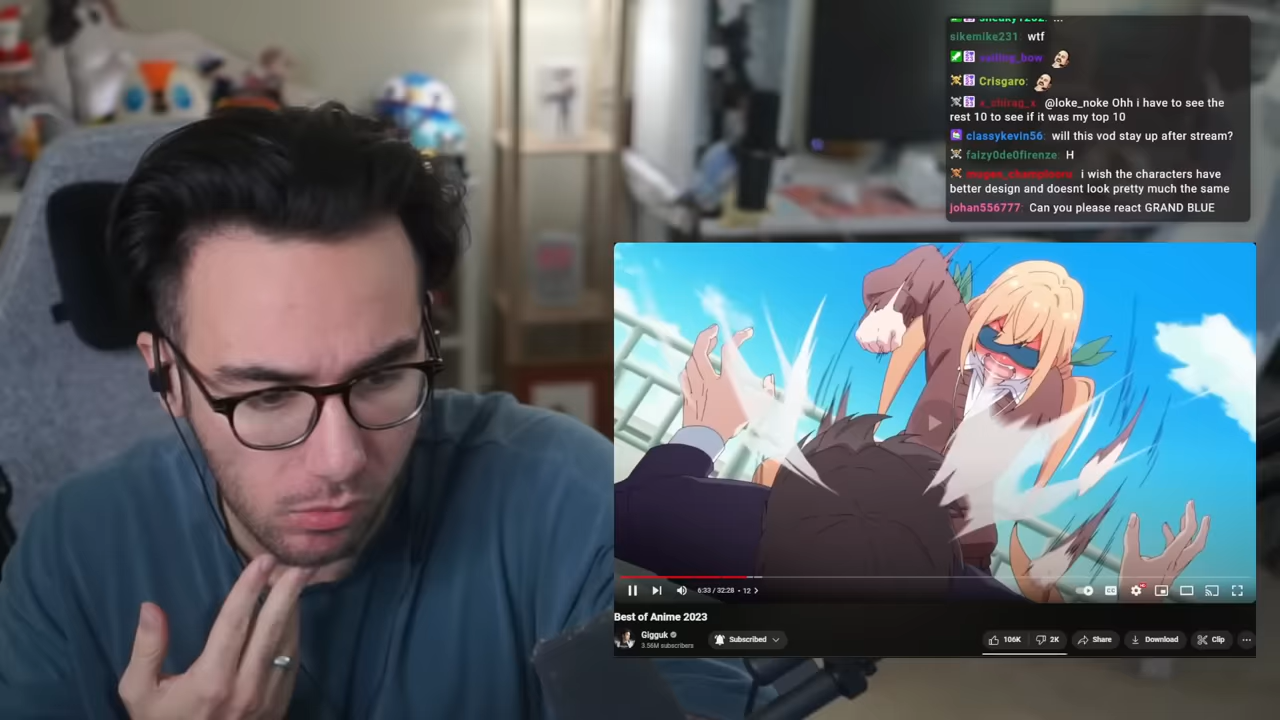 sneaky1202: ...
sikemike231: wtf
sailing_bow
Crisgaro:
@loke_noke Ohh i have to see the
rest 10 to see if it was my top 10
classykevin56: will this vod stay up after stream?
faizy0de0firenze: H
i wish the characters have
better design and doesnt look pretty much the same
johan556777: Can you please react GRAND BLUE
6:33 / 32:28 • 12 >
Best of Anime 2023
Gigguk
3.56M subscribers
Subscribed
106K
2K
Share
Download
Clip